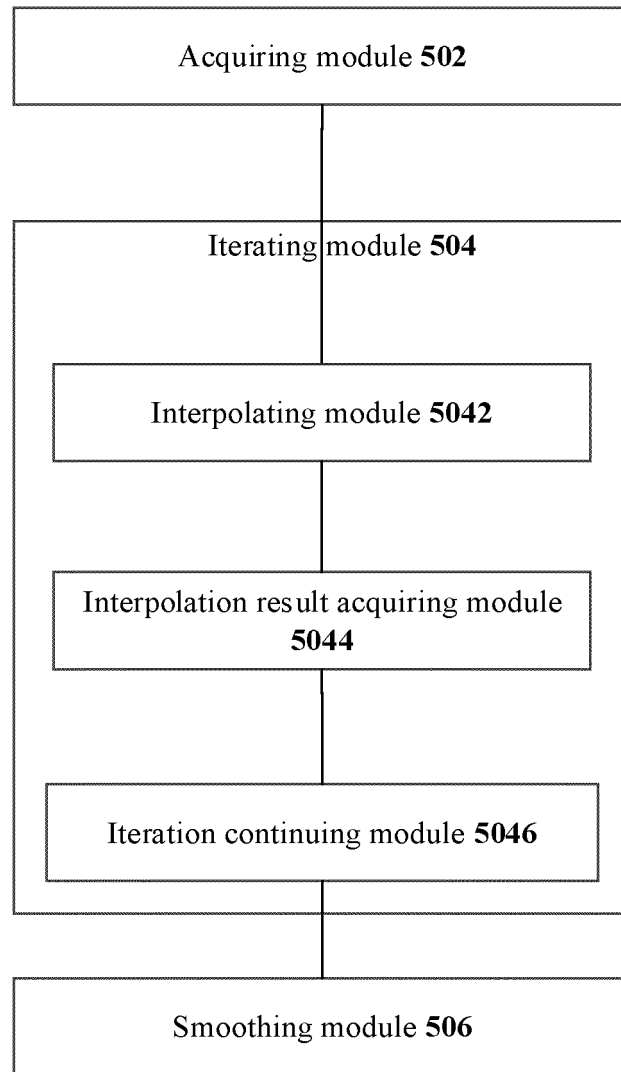 Acquiring module 502
Iterating module 504
Interpolating module 5042
Interpolation result acquiring module
5044
Iteration continuing module 5046
Smoothing module 506